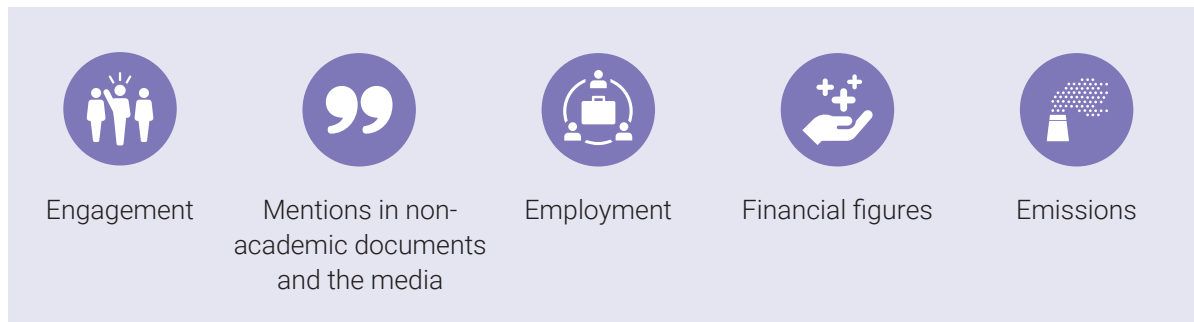 Engagement
Mentions in non-
academic documents
and the media
Employment
Financial figures
Emissions